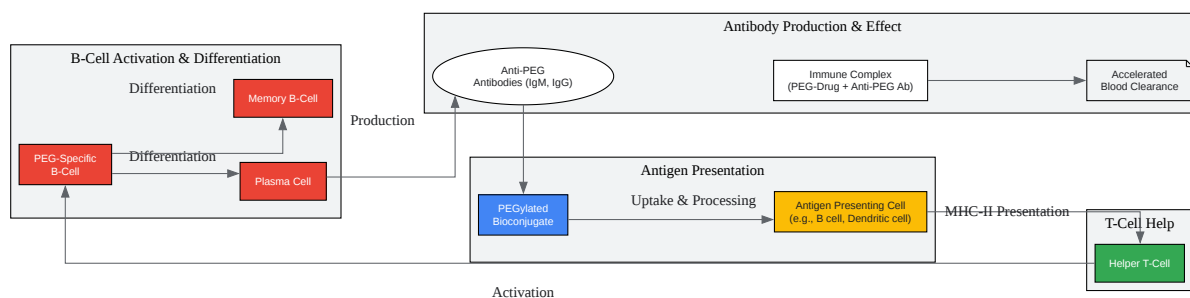 Antibody Production & Effect
B-Cell Activation & Differentiation
Anti-PEG
Antibodies (IgM, IgG)
Immune Complex
(PEG-Drug + Anti-PEG Ab)
Accelerated
Blood Clearance
Differentiation
Memory B-Cell
Production
PEG-Specific
B-Cell
Differentiation
Plasma Cell
Antigen Presentation
PEGylated
Bioconjugate
Uptake & Processing
Antigen Presenting Cell
(e.g., B cell, Dendritic cell)
MHC-II Presentation
T-Cell Help
Helper T-Cell
Activation